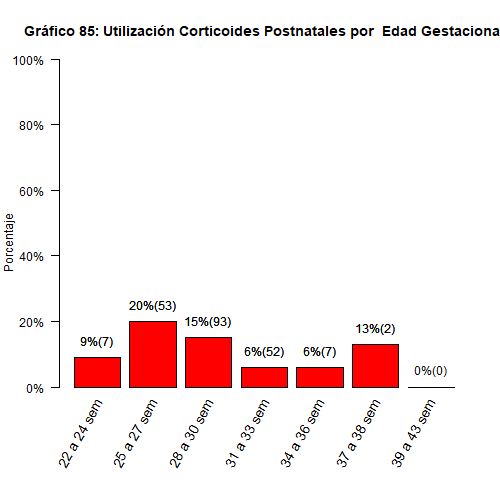 Gráfico 85: Utilización Corticoides Postnatales por  Edad Gestaciona
100%
80%
60%
40%
20%
0%
Porcentaje
9%(7)
20%(53)
15%(93)
6%(52)
6%(7)
13%(2)
0%(0)
22 a 24 sem
25 a 27 sem
28 a 30 sem
31 a 33 sem
34 a 36 sem
37 a 38 sem
39 a 43 sem